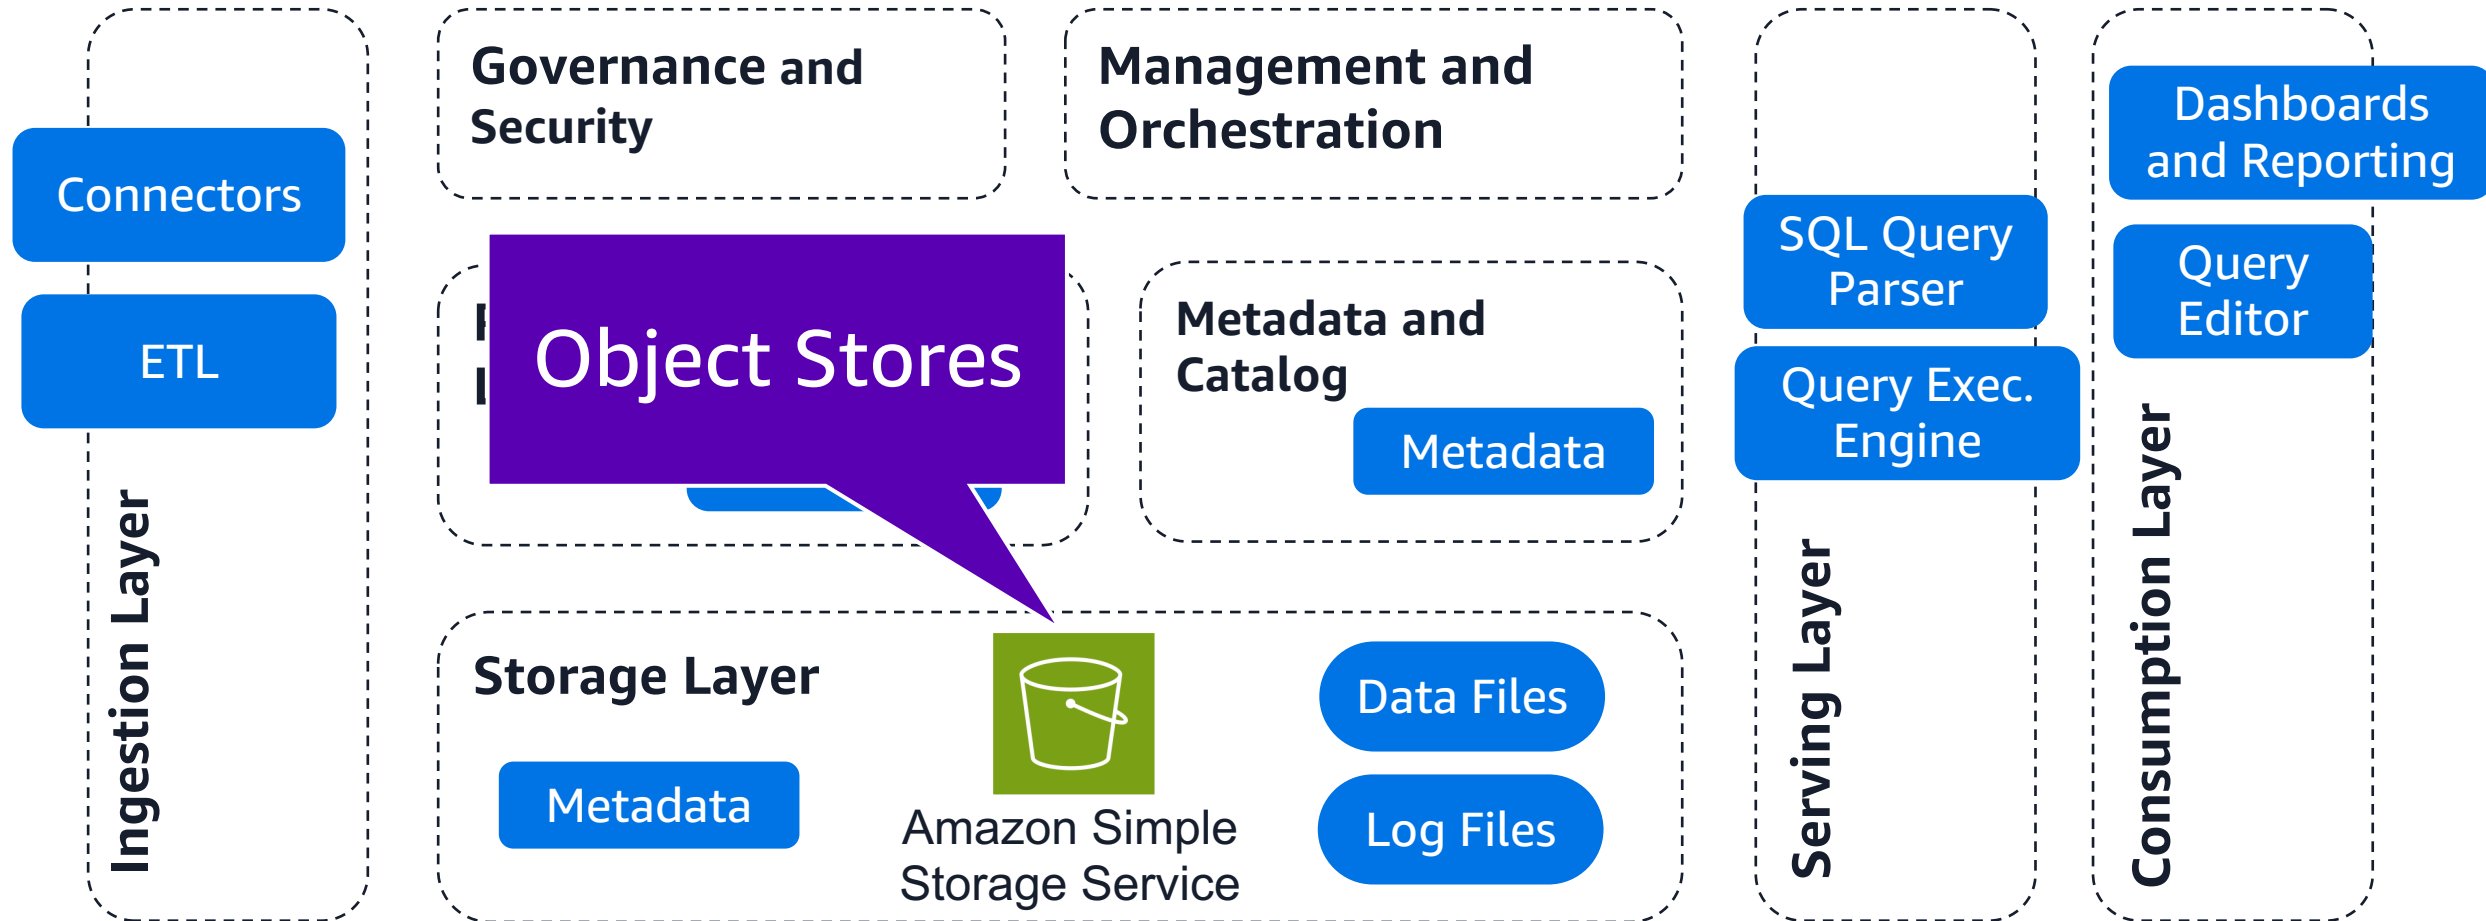 Connectors
ETL
Ingestion Layer
Governance and
Security
Management and
Orchestration
Object Stores
Metadata and
Catalog
Metadata
Storage Layer
Metadata
Amazon Simple
Storage Service
Data Files
Log Files
SQL Query
Parser
Query Exec.
Engine
Serving Layer
Dashboards
and Reporting
Query
Editor
Consumption Layer